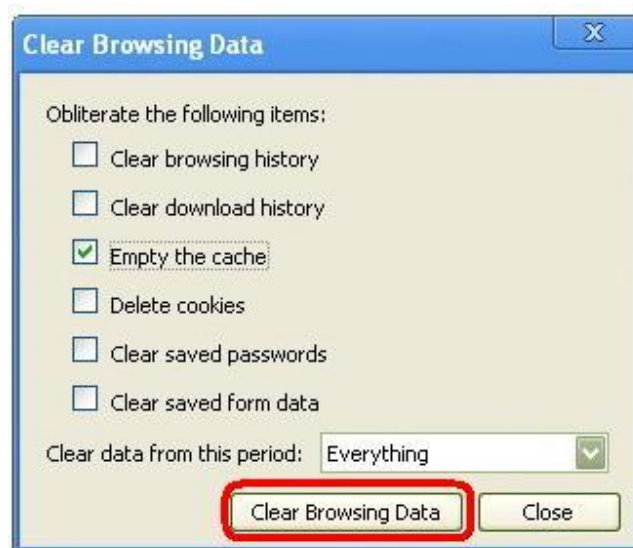 Clear Browsing Data
Obliterate the following items:
Clear browsing history
Clear download history
Empty the cache
Delete cookies
Clear saved passwords
Clear saved form data
Clear data from this period: Everything
Clear Browsing Data Close